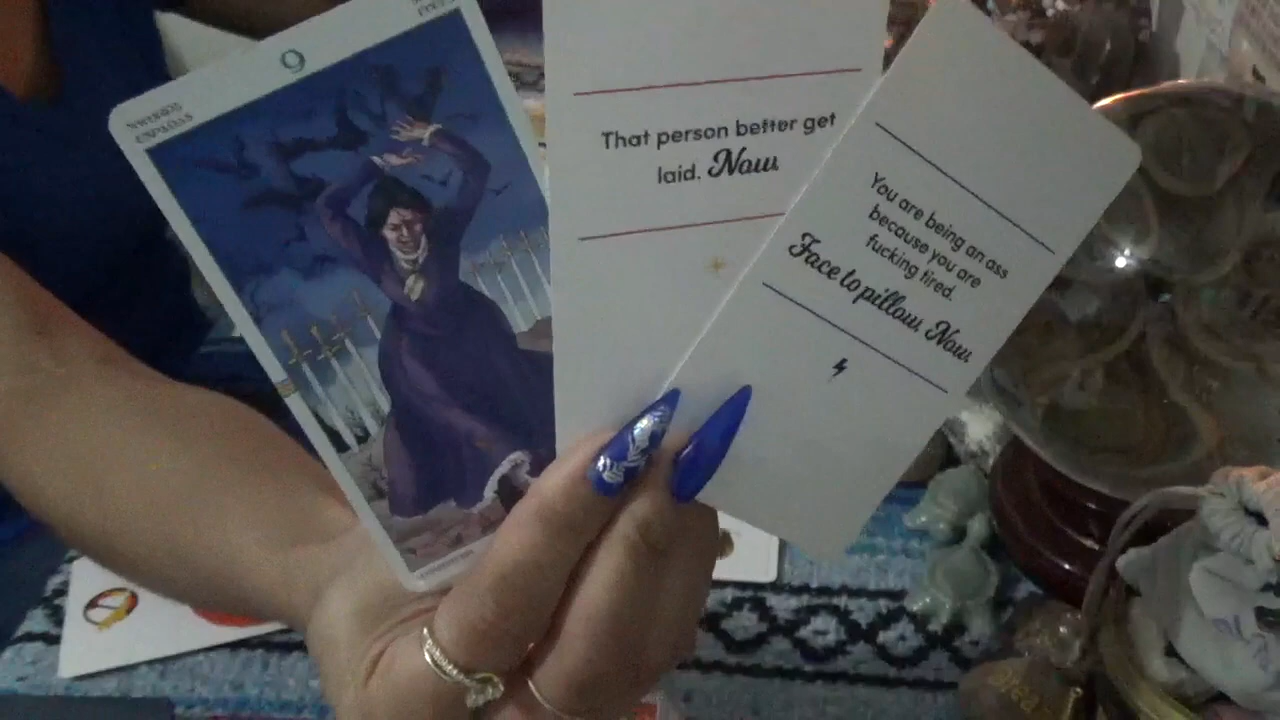 9
ESPADAS
That person better get
laid. Now.
You are being an ass
because you are
fucking tired.
Face to pillow. Now.